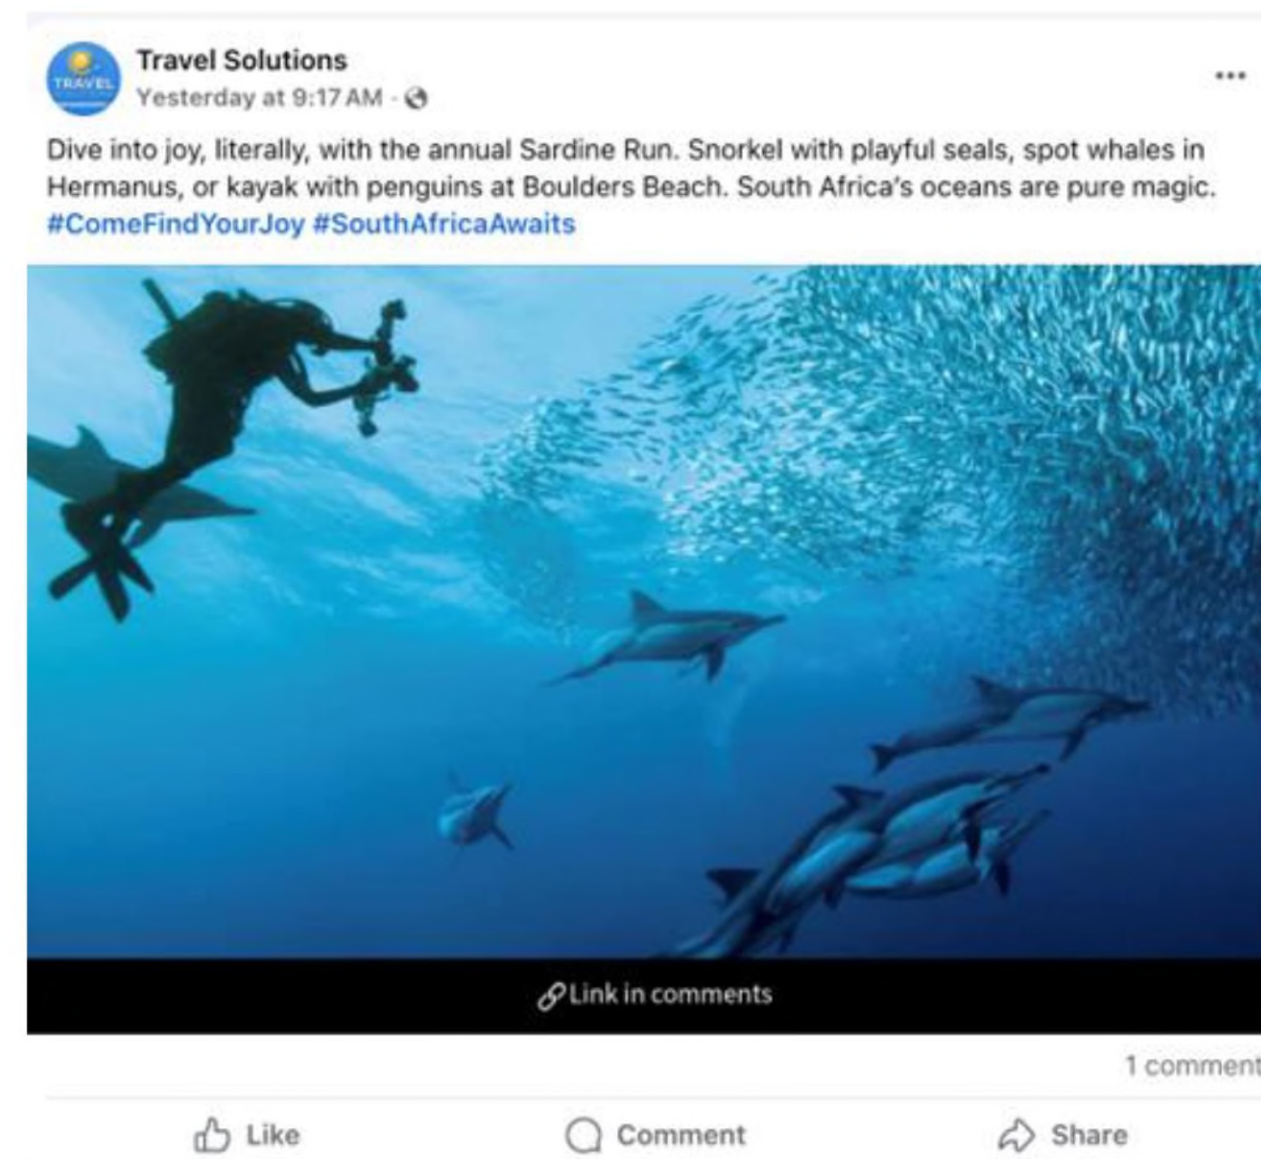 Travel Solutions
TRAVEL
Yesterday at 9:17 AM ·
Dive into joy, literally, with the annual Sardine Run. Snorkel with playful seals, spot whales in
Hermanus, or kayak with penguins at Boulders Beach. South Africa's oceans are pure magic.
#ComeFindYourJoy #SouthAfricaAwaits
Link in comments
1 comment
Like Comment Share